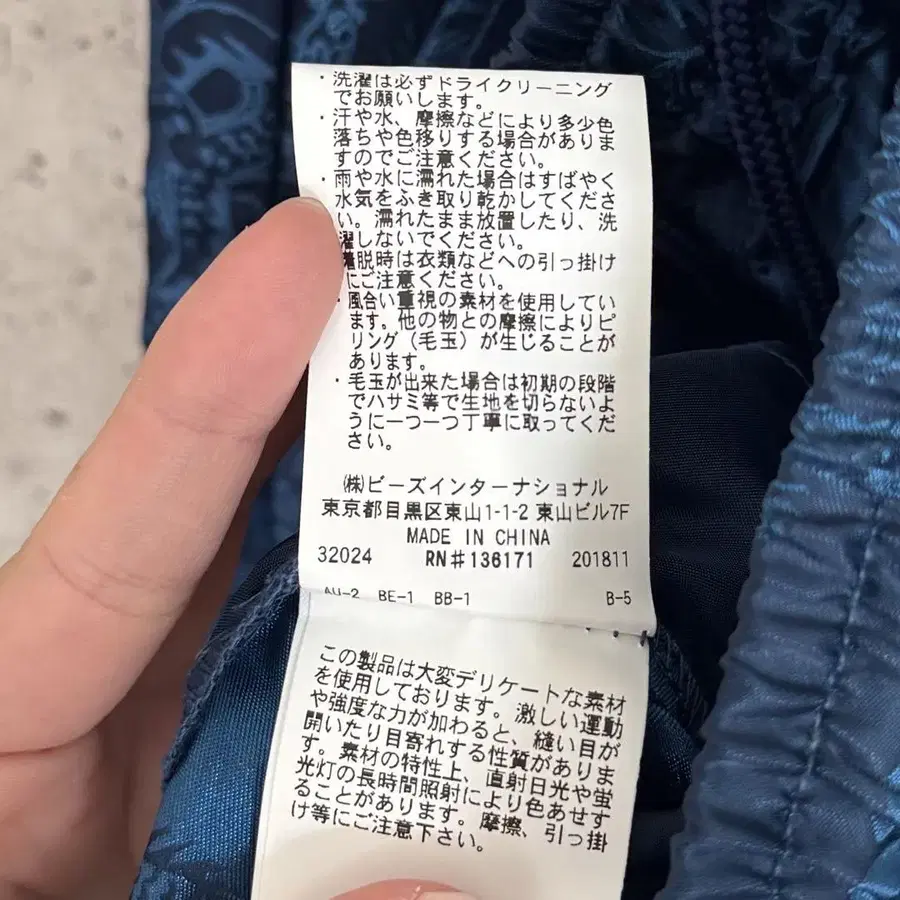 ・洗濯は必ずドライクリーニング
でお願いします。
・汗や水、摩擦などにより多少色
落ちや色移りする場合がありま
すのでご注意ください。
・雨や水に濡れた場合はすばやく
水気をふき取り乾かしてくださ
い。濡れたまま放置したり、洗
濯しないでください。
着脱時は衣類などへの引っ掛け
にご注意ください。
・風合い重視の素材を使用してい
ます。他の物との摩擦によりピ
リング（毛玉）が生じることが
あります。
・毛玉が出来た場合は初期の段階
でハサミ等で生地を切らないよ
うに一つ一つ丁寧に取ってくだ
さい。
㈱ビーズインターナショナル
東京都目黒区東山1-1-2 東山ビル7F
MADE IN CHINA
32024 RN#136171 201811
AU-2 BE-1 BB-1 B-5
この製品は大変デリケートな素材
を使用しております。激しい運動
や強度な力が加わると、縫い目が
開いたり目寄れする性質がありま
す。素材の特性上、直射日光や蛍
光灯の長時間照射により色あせす
ることがあります。摩擦、引っ掛
け等にご注意下さい。